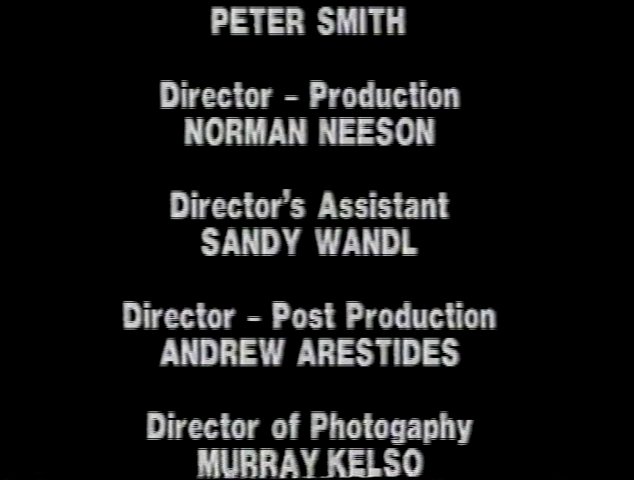 PETER SMITH
Director – Production
NORMAN NEESON
Director's Assistant
SANDY WANDL
Director – Post Production
ANDREW ARESTIDES
Director of Photogaphy
MURRAY KELSO